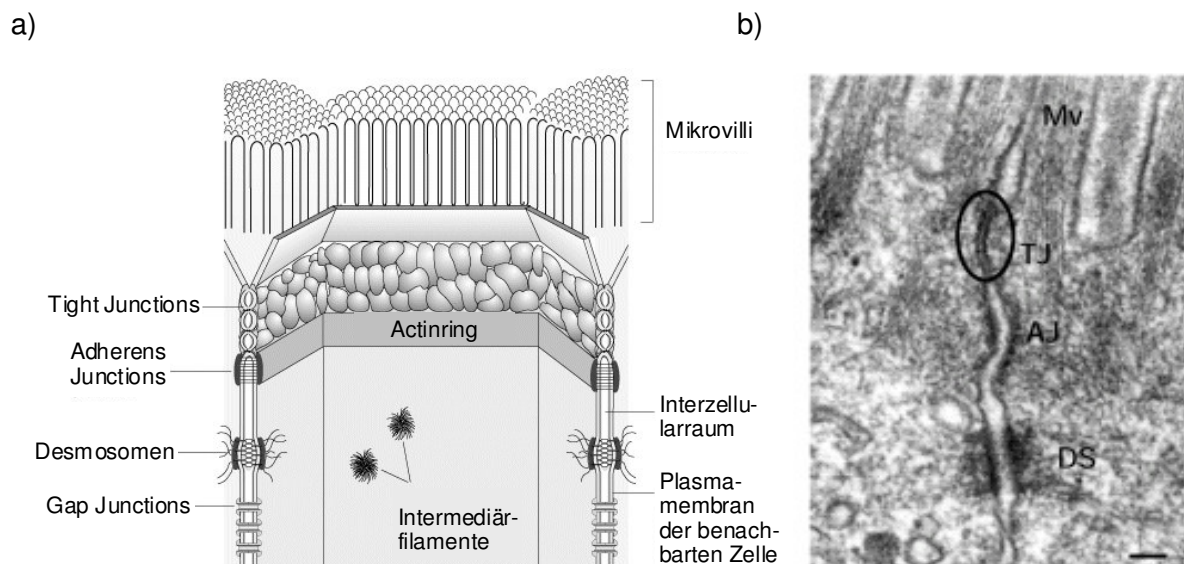 a)
Mikrovilli
Tight Junctions
Adherens
Junctions
Actinring
Desmosomen
Gap Junctions
Interzellu-
larraum
Intermediär-
filamente
Plasma-
membran
der benach-
barten Zelle
b)
Mv
TJ
AJ
DS